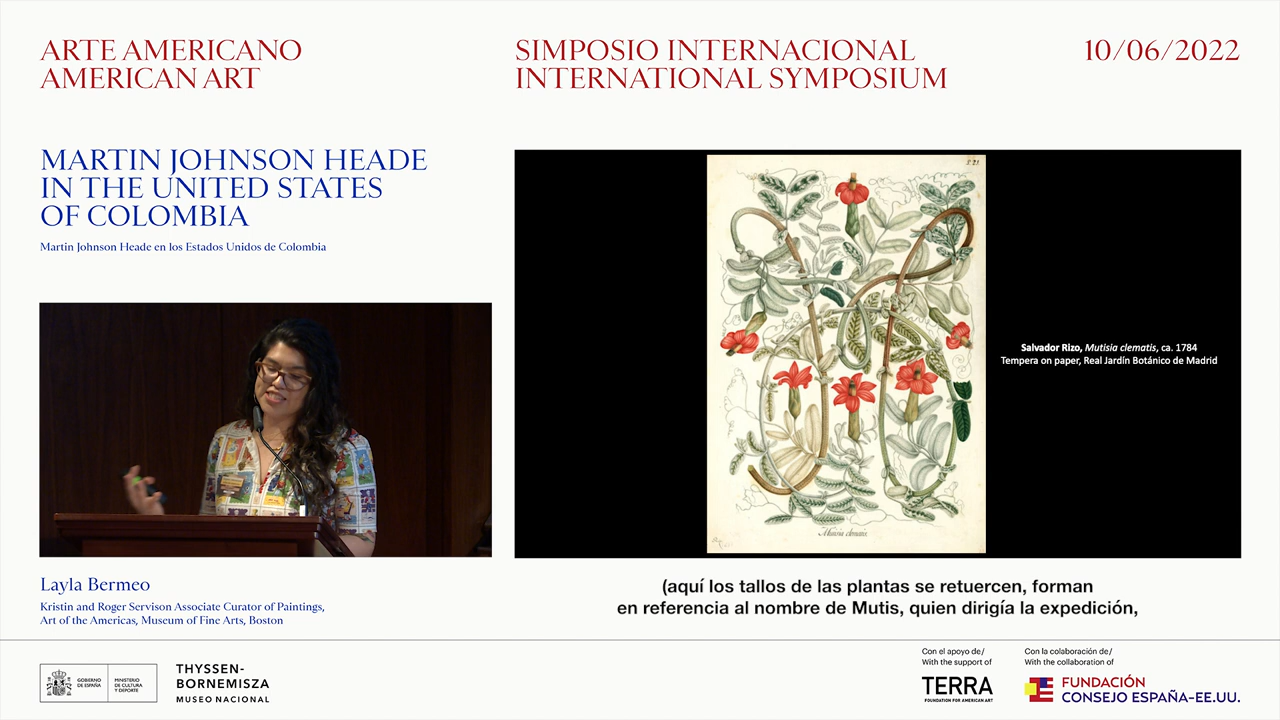 ARTE AMERICANO
AMERICAN ART
SIMPOSIO INTERNACIONAL
INTERNATIONAL SYMPOSIUM
10/06/2022
MARTIN JOHNSON HEADE
IN THE UNITED STATES
OF COLOMBIA
Martin Johnson Heade en los Estados Unidos de Colombia
Mutisia clematis.
Salvador Rizo, Mutisia clematis, ca. 1784
Tempera on paper, Real Jardín Botánico de Madrid
Layla Bermeo
Kristin and Roger Servison Associate Curator of Paintings,
Art of the Americas, Museum of Fine Arts, Boston
(aquí los tallos de las plantas se retuercen, forman
en referencia al nombre de Mutis, quien dirigía la expedición,
GOBIERNO
DE ESPAÑA
MINISTERIO
DE CULTURA
Y DEPORTE
THYSSEN-
BORNEMISZA
MUSEO NACIONAL
Con el apoyo de/
With the support of
TERRA
FOUNDATION FOR AMERICAN ART
Con la colaboración de/
With the collaboration of
FUNDACIÓN
CONSEJO ESPAÑA-EE.UU.